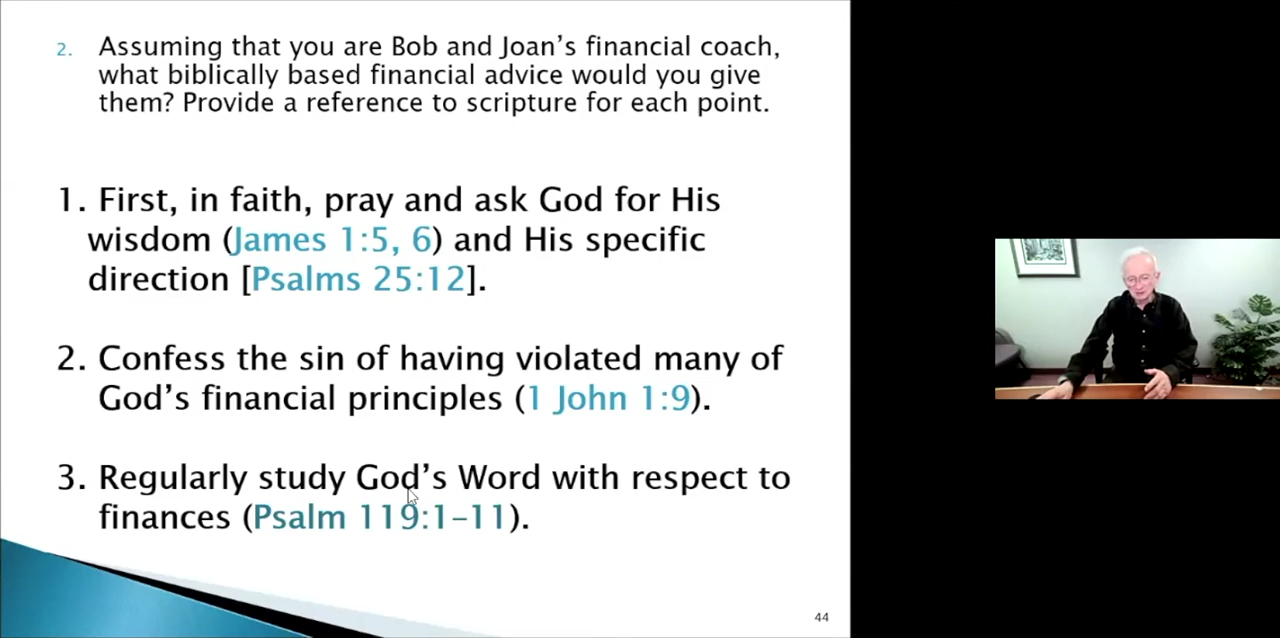 2. Assuming that you are Bob and Joan’s financial coach,
what biblically based financial advice would you give
them? Provide a reference to scripture for each point.
1. First, in faith, pray and ask God for His
wisdom (James 1:5, 6) and His specific
direction [Psalms 25:12].
2. Confess the sin of having violated many of
God’s financial principles (1 John 1:9).
3. Regularly study God’s Word with respect to
finances (Psalm 119:1–11).
44